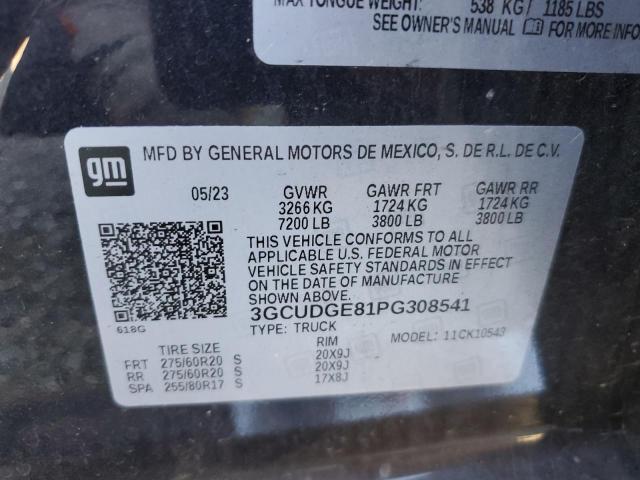 MAX TONGUE WEIGHT: 538 KG / 1185 LBS
SEE OWNER'S MANUAL FOR MORE INFO
gm
MFD BY GENERAL MOTORS DE MEXICO, S. DE R.L. DE C.V.
05/23 GVWR GAWR FRT GAWR RR
3266 KG 1724 KG 1724 KG
7200 LB 3800 LB 3800 LB
THIS VEHICLE CONFORMS TO ALL
APPLICABLE U.S. FEDERAL MOTOR
VEHICLE SAFETY STANDARDS IN EFFECT
ON THE DATE OF MANUFACTURE
SHOWN ABOVE.
3GCUDGE81PG308541
618G
TYPE: TRUCK MODEL: 11CK10543
TIRE SIZE RIM
FRT 275/60R20 S 20X9J
RR 275/60R20 S 20X9J
SPA 255/80R17 S 17X8J